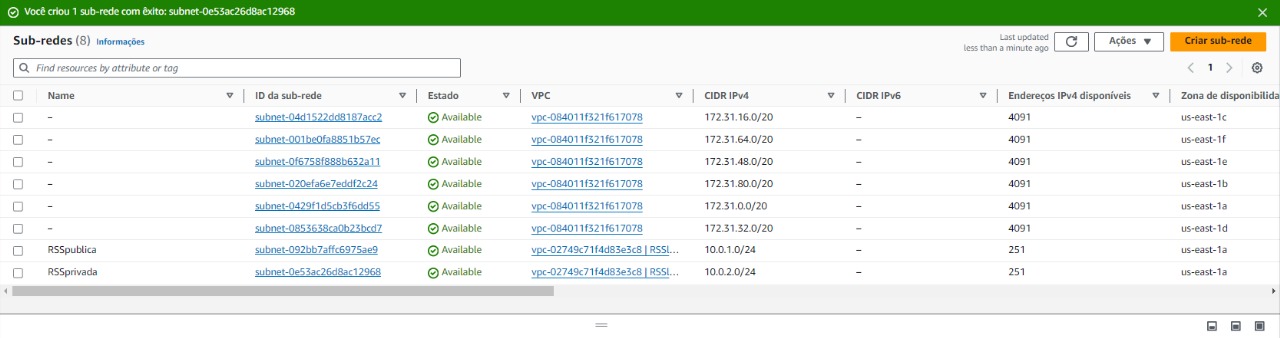 Você criou 1 sub-rede com êxito: subnet-0e53ac26d8ac12968
Sub-redes (8) Informações
Last updated
less than a minute ago
Ações
Criar sub-rede
Find resources by attribute or tag
1
Name ID da sub-rede Estado VPC CIDR IPv4 CIDR IPv6 Endereços IPv4 disponíveis Zona de disponibilida
– subnet-04d1522dd8187acc2 Available vpc-084011f321f617078 172.31.16.0/20 – 4091 us-east-1c
– subnet-001be0fa8851b57ec Available vpc-084011f321f617078 172.31.64.0/20 – 4091 us-east-1f
– subnet-0f6758f888b632a11 Available vpc-084011f321f617078 172.31.48.0/20 – 4091 us-east-1e
– subnet-020efa6e7eddf2c24 Available vpc-084011f321f617078 172.31.80.0/20 – 4091 us-east-1b
– subnet-0429f1d5cb3f6dd55 Available vpc-084011f321f617078 172.31.0.0/20 – 4091 us-east-1a
– subnet-0853638ca0b23bcd7 Available vpc-084011f321f617078 172.31.32.0/20 – 4091 us-east-1d
RSSpublica subnet-092bb7affc6975ae9 Available vpc-02749c71f4d83e3c8 | RSSl... 10.0.1.0/24 – 251 us-east-1a
RSSprivada subnet-0e53ac26d8ac12968 Available vpc-02749c71f4d83e3c8 | RSSl... 10.0.2.0/24 – 251 us-east-1a